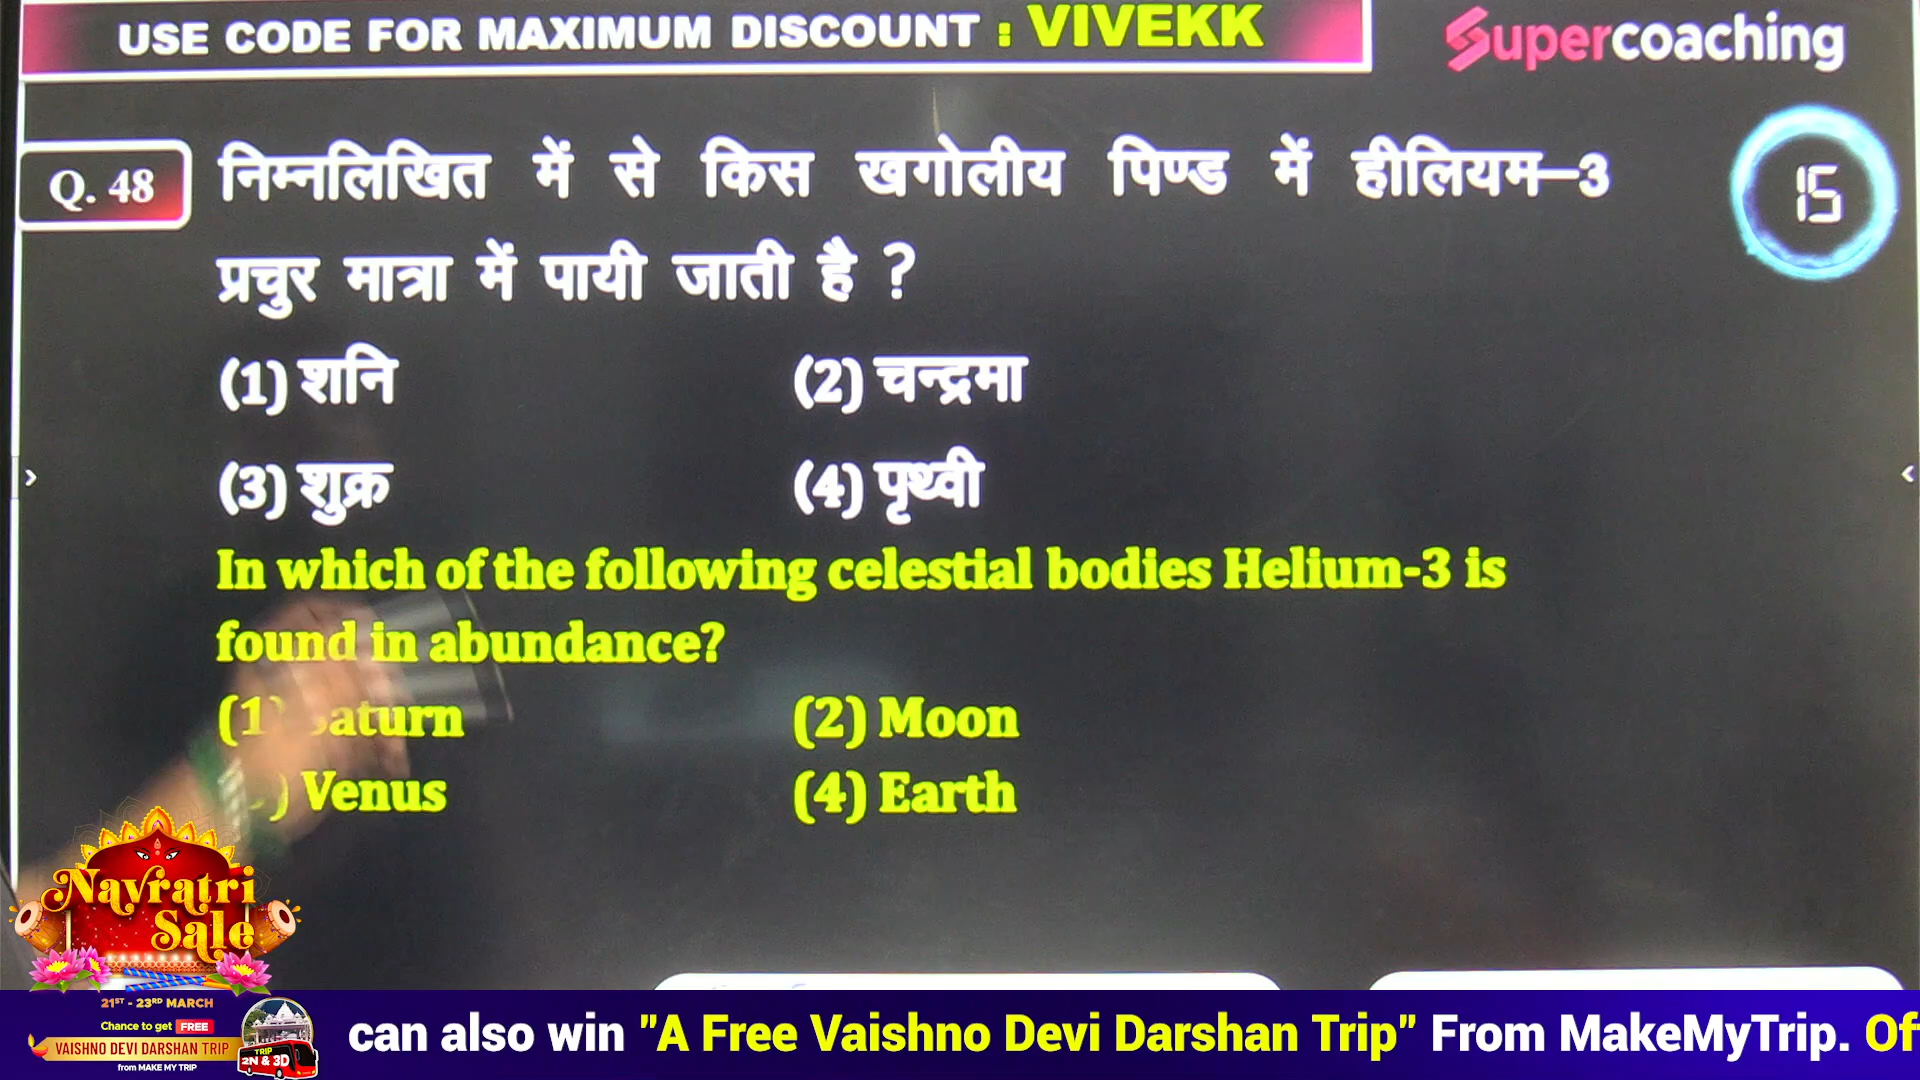 USE CODE FOR MAXIMUM DISCOUNT : VIVEKK
Supercoaching
Q. 48
निम्नलिखित में से किस खगोलीय पिण्ड में हीलियम–3
15
प्रचुर मात्रा में पायी जाती है ?
(1) शनि (2) चन्द्रमा
(3) शुक्र (4) पृथ्वी
In which of the following celestial bodies Helium-3 is
found in abundance?
(1) Saturn (2) Moon
) Venus (4) Earth
Navratri
Sale
21ST - 23RD MARCH
Chance to get FREE
VAISHNO DEVI DARSHAN TRIP
from MAKE MY TRIP
TRIP
2N & 3D
can also win "A Free Vaishno Devi Darshan Trip" From MakeMyTrip. Of